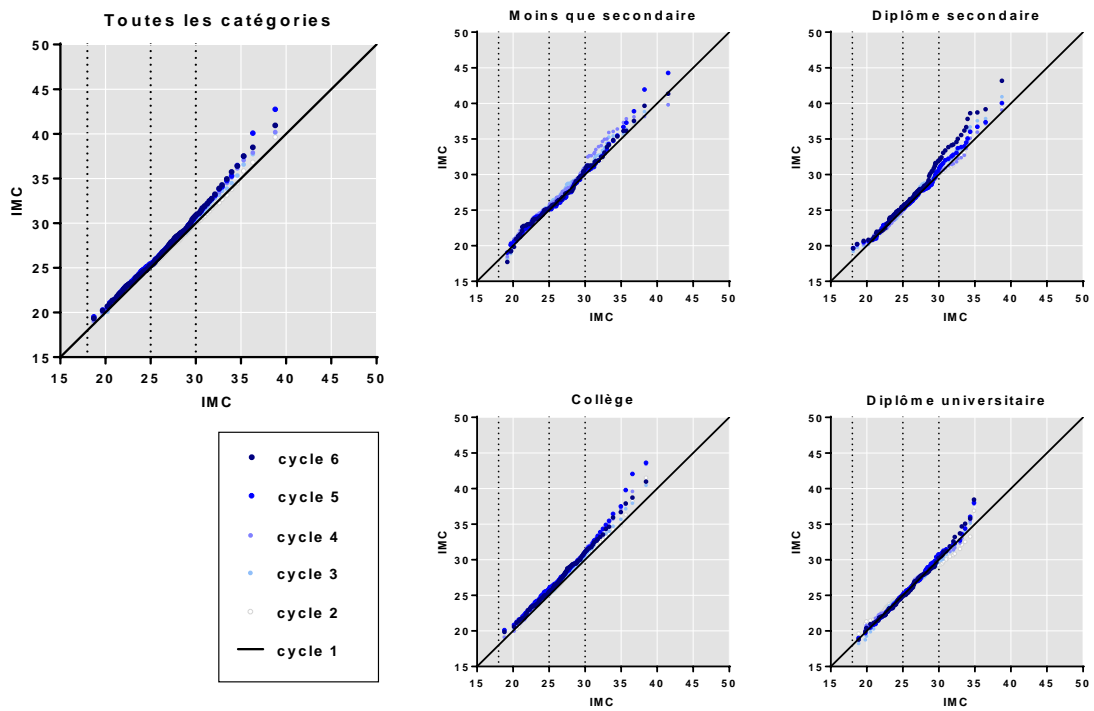 Toutes les catégories
50
45
40
35
30
25
20
15
IMC
15 20 25 30 35 40 45 50
IMC
Moins que secondaire
50
45
40
35
30
25
20
15
IMC
15 20 25 30 35 40 45 50
IMC
Diplôme secondaire
50
45
40
35
30
25
20
15
IMC
15 20 25 30 35 40 45 50
IMC
cycle 6
cycle 5
cycle 4
cycle 3
cycle 2
cycle 1
Collège
50
45
40
35
30
25
20
15
IMC
15 20 25 30 35 40 45 50
IMC
Diplôme universitaire
50
45
40
35
30
25
20
15
IMC
15 20 25 30 35 40 45 50
IMC